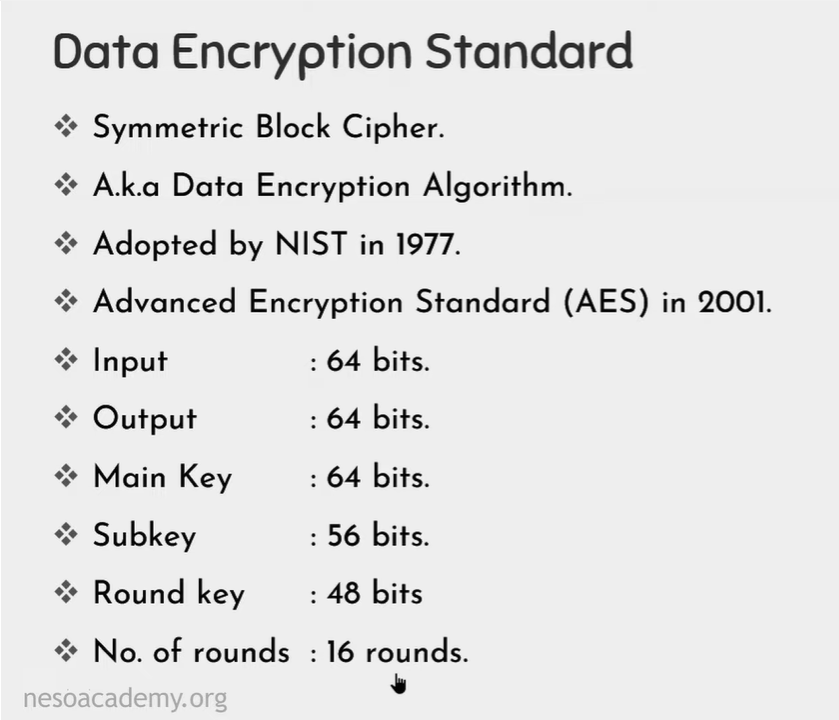 Data Encryption Standard
❖ Symmetric Block Cipher.
❖ A.k.a Data Encryption Algorithm.
❖ Adopted by NIST in 1977.
❖ Advanced Encryption Standard (AES) in 2001.
❖ Input : 64 bits.
❖ Output : 64 bits.
❖ Main Key : 64 bits.
❖ Subkey : 56 bits.
❖ Round key : 48 bits
❖ No. of rounds : 16 rounds.
nesoacademy.org